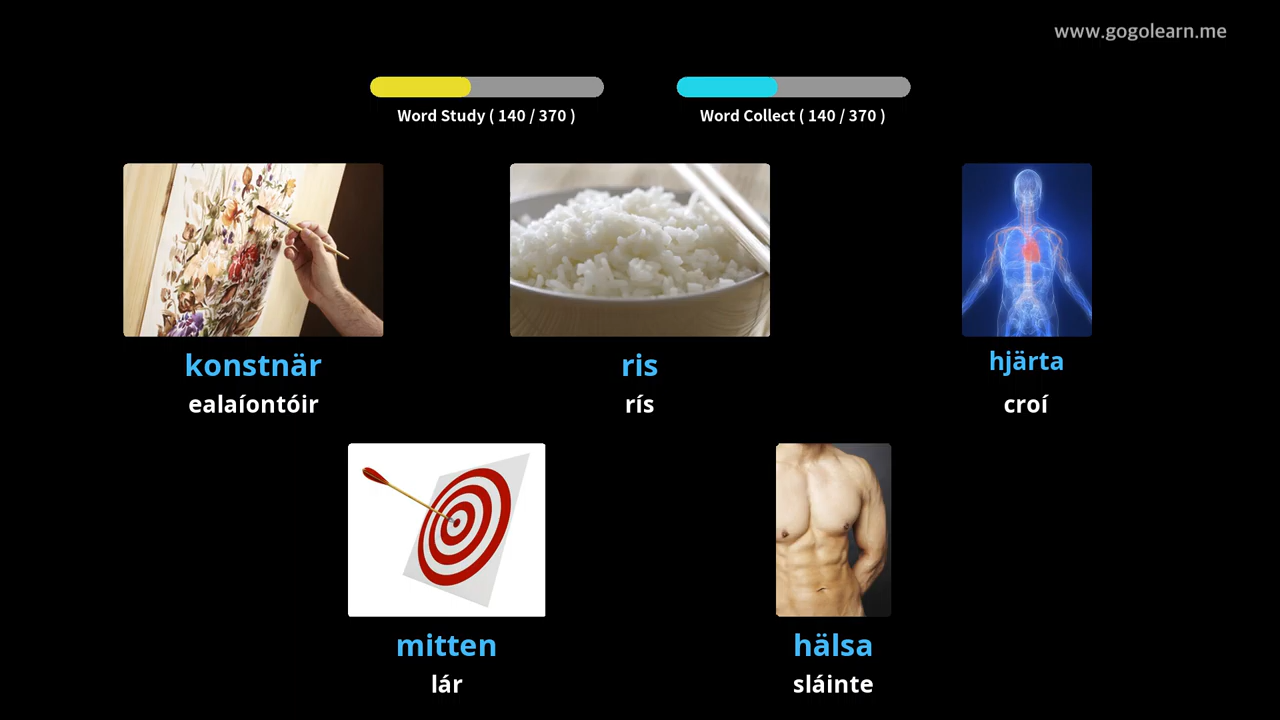 www.gogolearn.me
Word Study ( 140 / 370 )
Word Collect ( 140 / 370 )
konstnär
ealaíontóir
ris
rís
hjärta
croí
mitten
lár
hälsa
sláinte